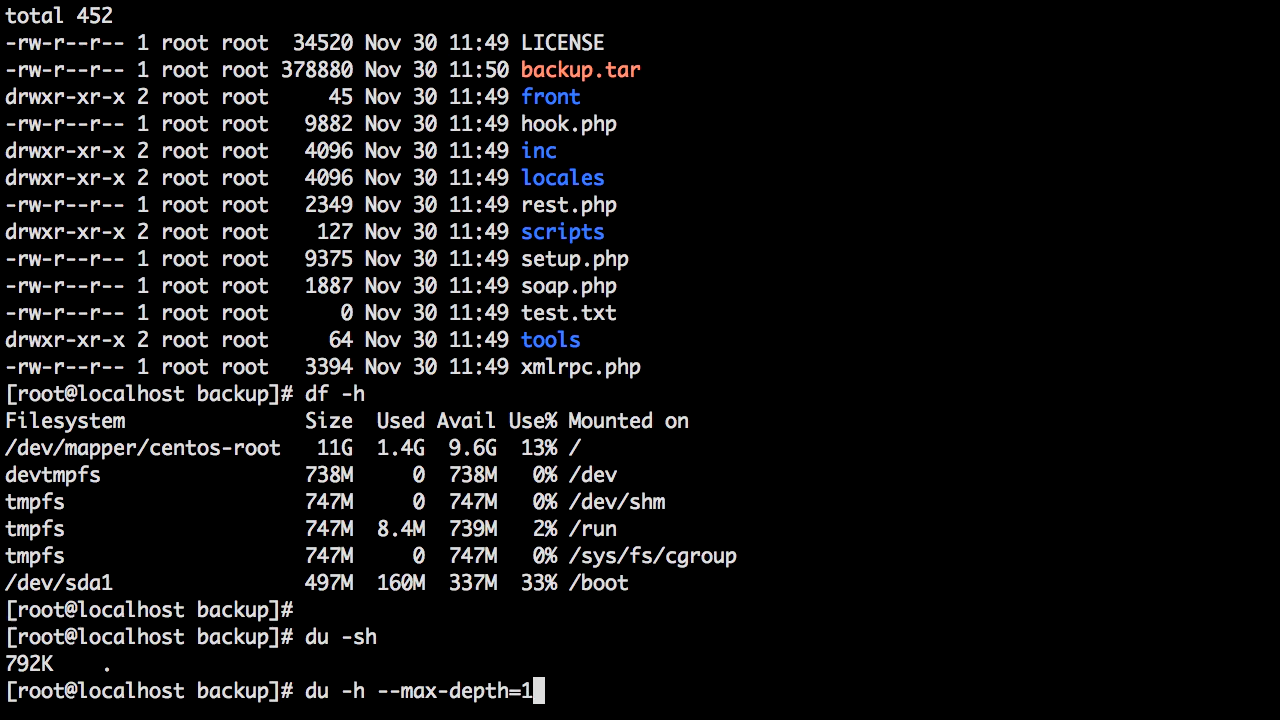 total 452
-rw-r--r-- 1 root root  34520 Nov 30 11:49 LICENSE
-rw-r--r-- 1 root root 378880 Nov 30 11:50 backup.tar
drwxr-xr-x 2 root root     45 Nov 30 11:49 front
-rw-r--r-- 1 root root   9882 Nov 30 11:49 hook.php
drwxr-xr-x 2 root root   4096 Nov 30 11:49 inc
drwxr-xr-x 2 root root   4096 Nov 30 11:49 locales
-rw-r--r-- 1 root root   2349 Nov 30 11:49 rest.php
drwxr-xr-x 2 root root    127 Nov 30 11:49 scripts
-rw-r--r-- 1 root root   9375 Nov 30 11:49 setup.php
-rw-r--r-- 1 root root   1887 Nov 30 11:49 soap.php
-rw-r--r-- 1 root root      0 Nov 30 11:49 test.txt
drwxr-xr-x 2 root root     64 Nov 30 11:49 tools
-rw-r--r-- 1 root root   3394 Nov 30 11:49 xmlrpc.php
[root@localhost backup]# df -h
Filesystem               Size  Used Avail Use% Mounted on
/dev/mapper/centos-root   11G  1.4G  9.6G  13% /
devtmpfs                 738M     0  738M   0% /dev
tmpfs                    747M     0  747M   0% /dev/shm
tmpfs                    747M  8.4M  739M   2% /run
tmpfs                    747M     0  747M   0% /sys/fs/cgroup
/dev/sda1                497M  160M  337M  33% /boot
[root@localhost backup]#
[root@localhost backup]# du -sh
792K    .
[root@localhost backup]# du -h --max-depth=1